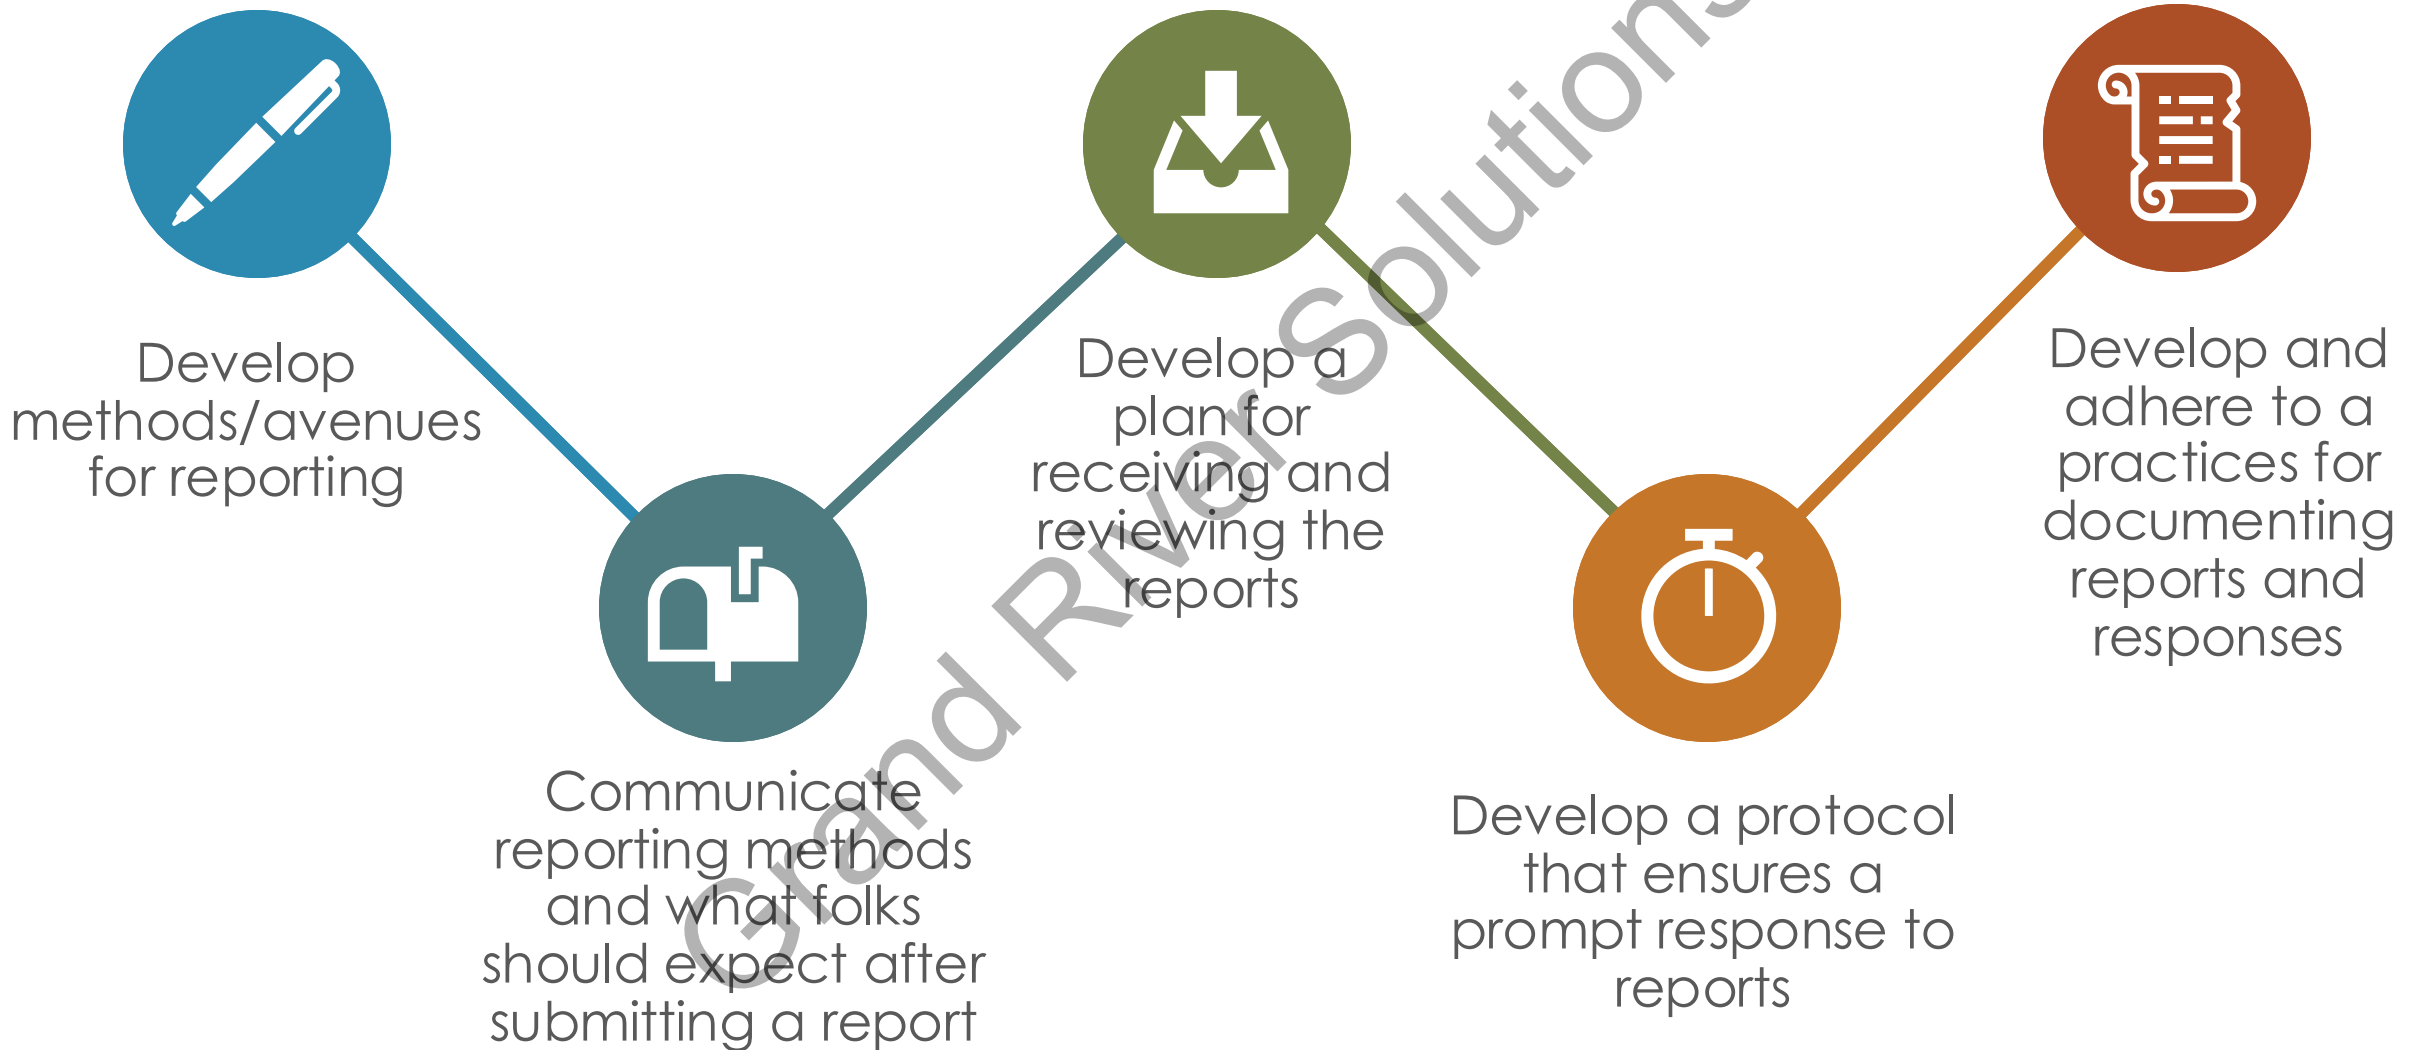 Develop
methods/avenues
for reporting
Communicate
reporting methods
and what folks
should expect after
submitting a report
Develop a
plan for
receiving and
reviewing the
reports
Develop a protocol
that ensures a
prompt response to
reports
Develop and
adhere to a
practices for
documenting
reports and
responses
Grand River Solutions